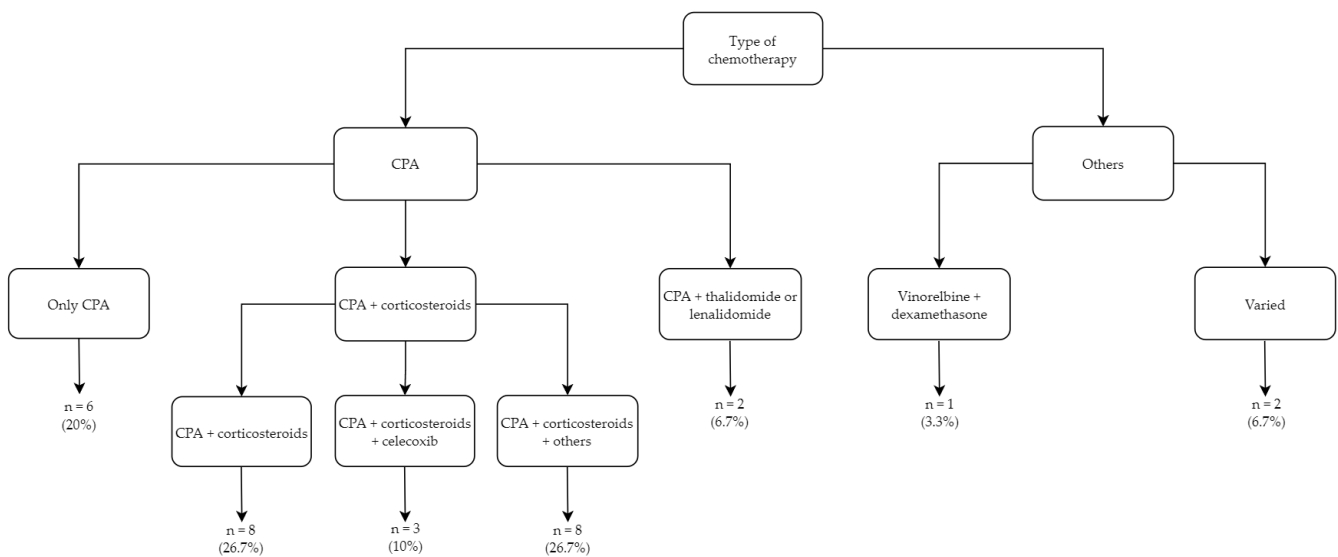 Type of
chemotherapy
CPA
Others
Only CPA
CPA + corticosteroids
CPA + thalidomide or
lenalidomide
Vinorelbine +
dexamethasone
Varied
n = 6
(20%)
CPA + corticosteroids
CPA + corticosteroids
+ celecoxib
CPA + corticosteroids
+ others
n = 2
(6.7%)
n = 1
(3.3%)
n = 2
(6.7%)
n = 8
(26.7%)
n = 3
(10%)
n = 8
(26.7%)